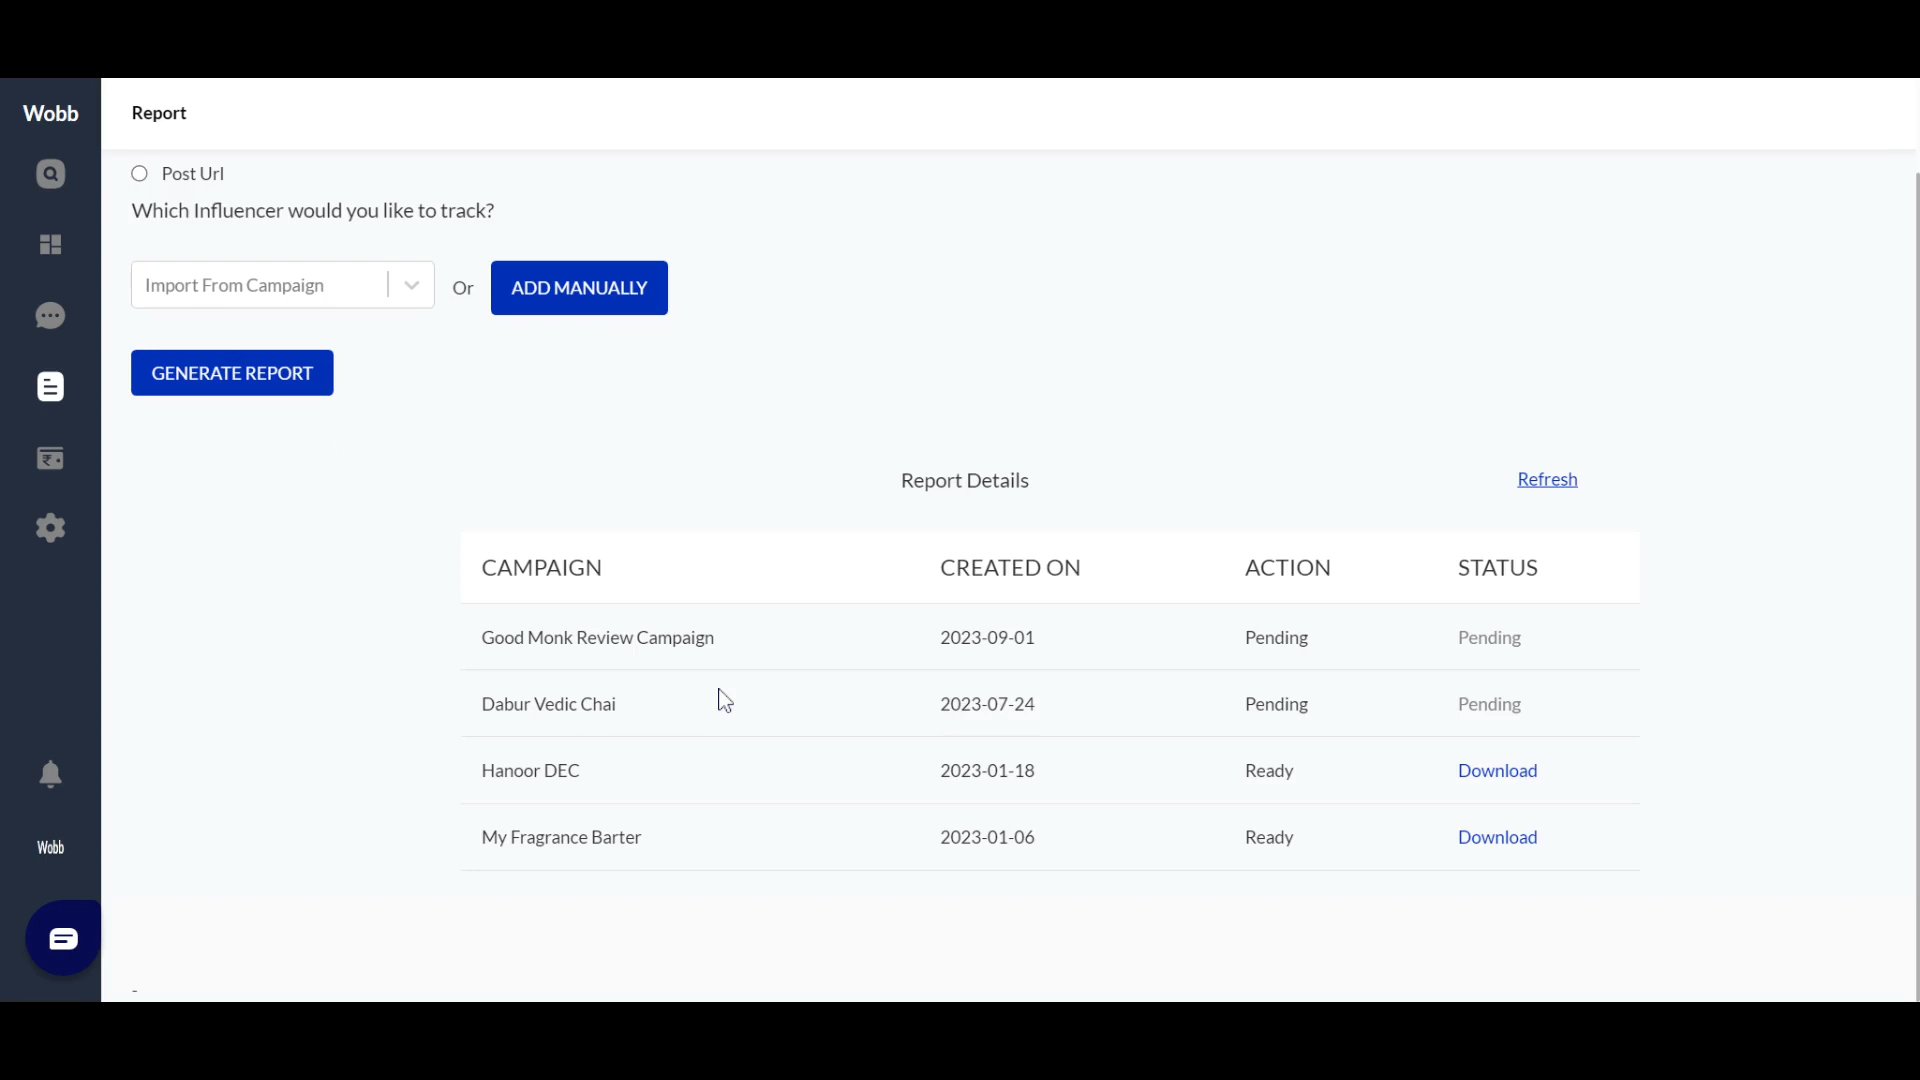 Wobb
Report
Post Url
Which Influencer would you like to track?
Import From Campaign
Or
ADD MANUALLY
GENERATE REPORT
Report Details
Refresh
CAMPAIGN CREATED ON ACTION STATUS
Good Monk Review Campaign 2023-09-01 Pending Pending
Dabur Vedic Chai 2023-07-24 Pending Pending
Hanoor DEC 2023-01-18 Ready Download
My Fragrance Barter 2023-01-06 Ready Download
Wobb